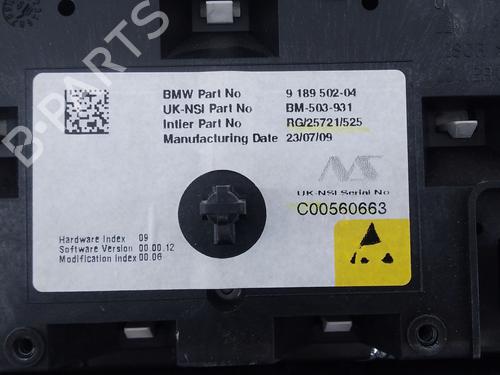 BMW Part No 9 189 502-04
UK-NSI Part No BM-503-931
Intier Part No RG/25721/525
Manufacturing Date 23/07/09
UK-NSI Serial No
C00560663
Hardware Index 09
Software Version 00.00.12
Modification Index 00.06
B-PARTS